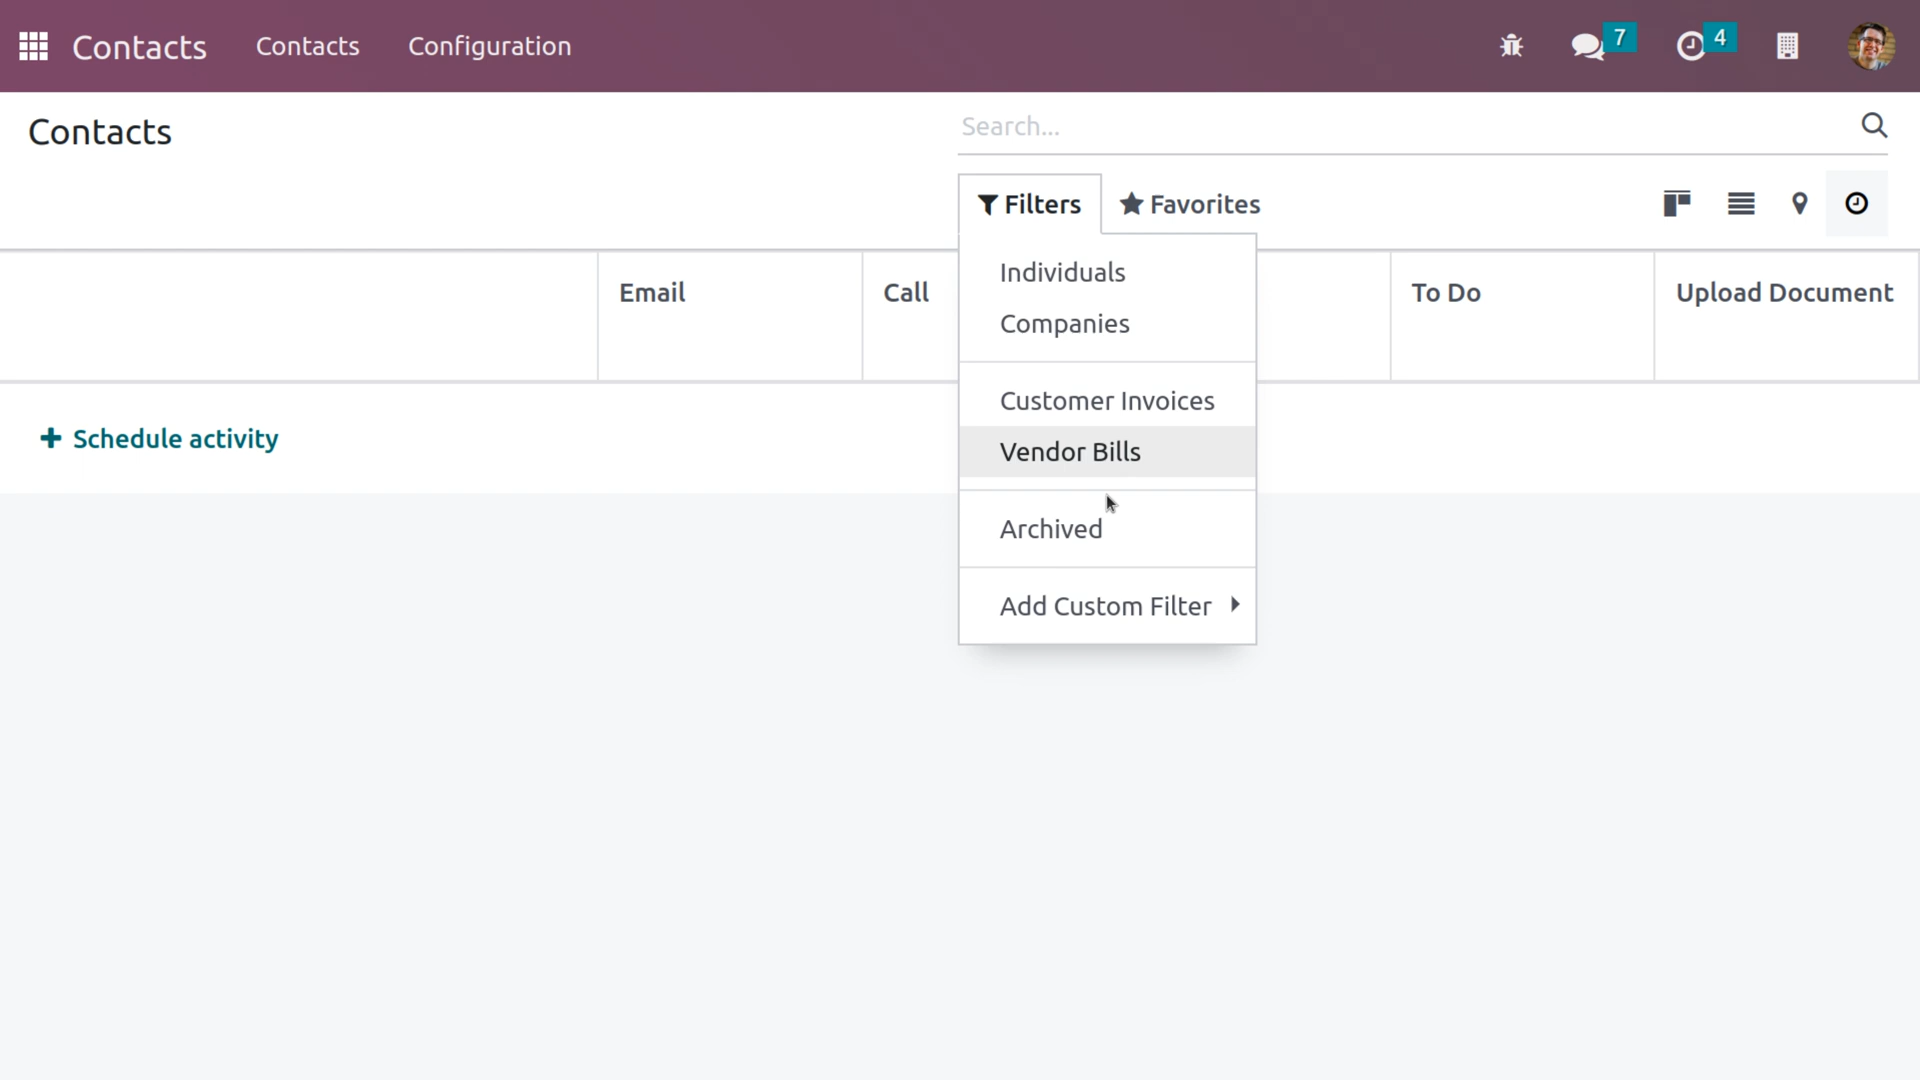 Contacts
Contacts
Configuration
7
4
Contacts
Search...
Filters
Favorites
Email
Call
To Do
Upload Document
Individuals
Companies
Customer Invoices
Vendor Bills
Archived
Add Custom Filter
Schedule activity